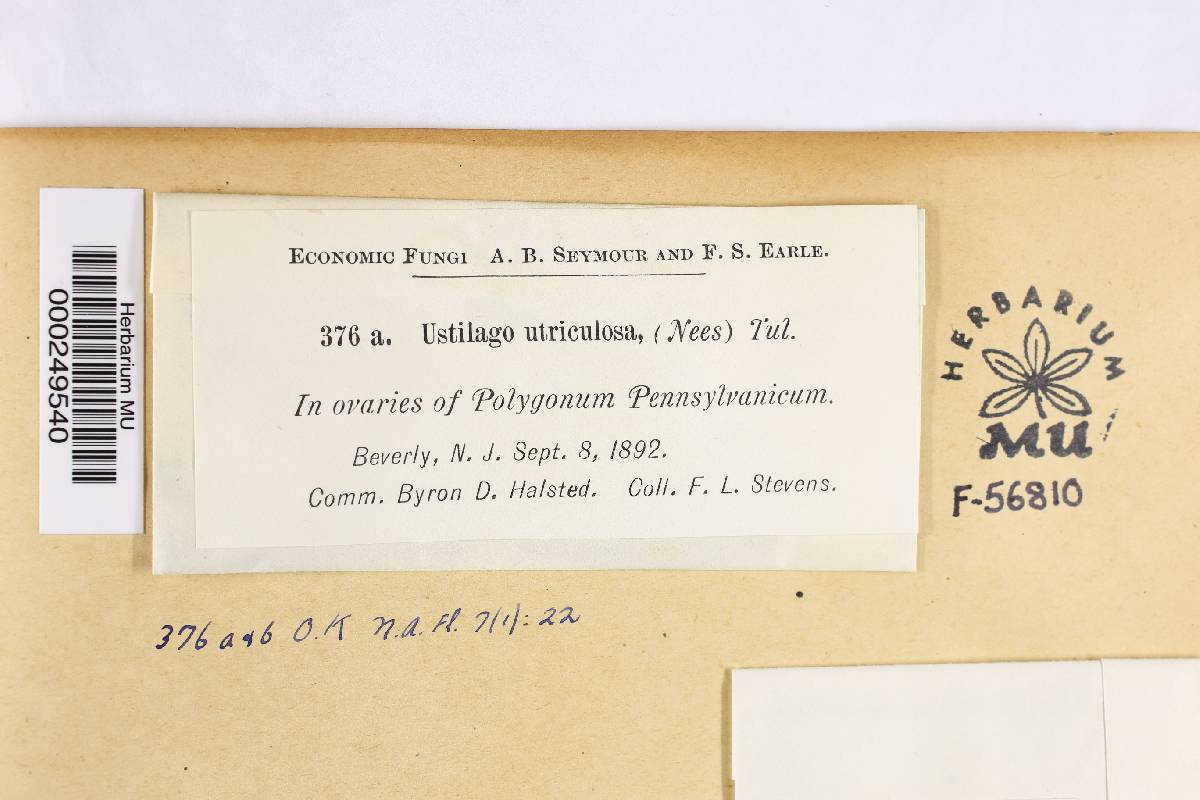 Herbarium MU
0000249540
ECONOMIC FUNGI A. B. SEYMOUR AND F. S. EARLE.
376 a. Ustilago utriculosa, (Nees) Tul.
In ovaries of Polygonum Pennsylvanicum.
Beverly, N. J. Sept. 8, 1892.
Comm. Byron D. Halsted. Coll. F. L. Stevens.
HERBARIUM
MU
F-56810
376 a & b O.K N.A. Fl. 7(1): 22